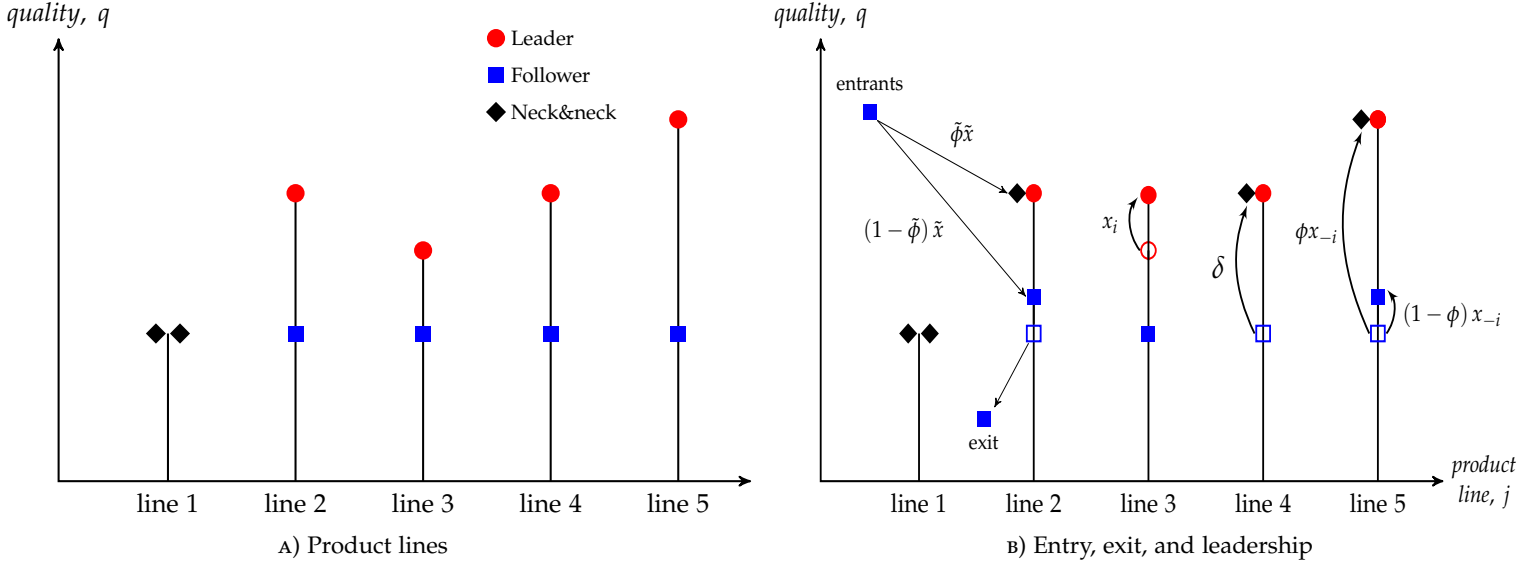 quality, q
Leader
Follower
Neck&neck
line 1
line 2
line 3
line 4
line 5
A) Product lines
quality, q
entrants
ϕ̃x̃
(1 − ϕ̃) x̃
exit
x_i
δ
ϕx_{−i}
(1 − ϕ) x_{−i}
line 1
line 2
line 3
line 4
line 5
product
line, j
B) Entry, exit, and leadership